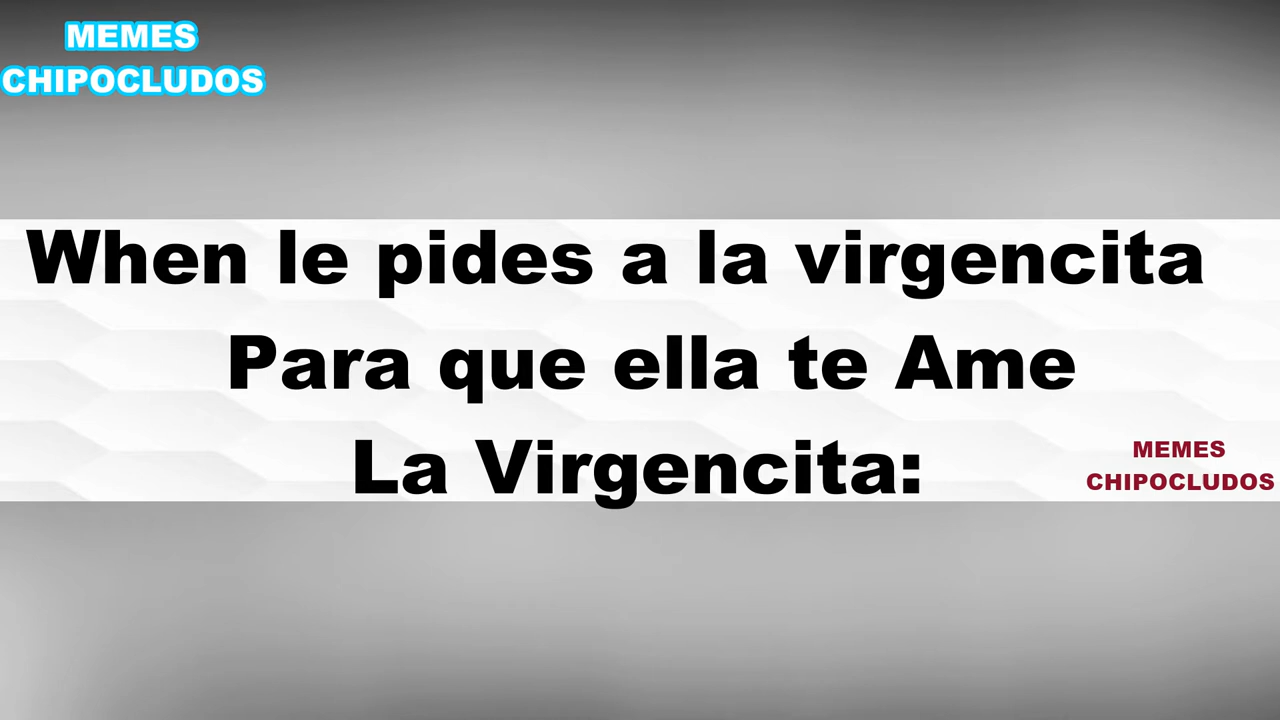 MEMES
CHIPOCLUDOS
When le pides a la virgencita
Para que ella te Ame
La Virgencita:
MEMES
CHIPOCLUDOS